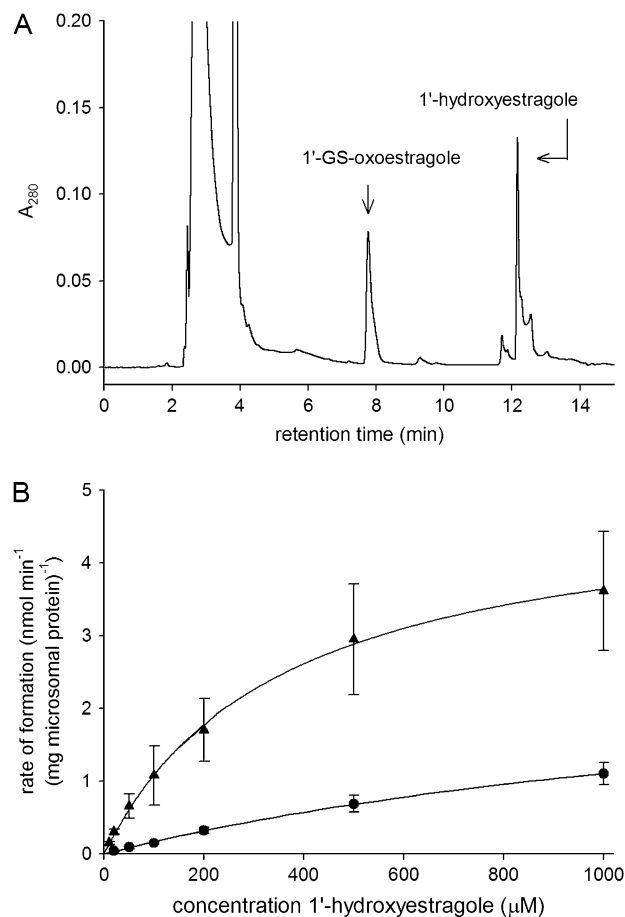 A
0.20
0.15
0.10
0.05
0.00
A280
1'-hydroxyestragole
1'-GS-oxoestragole
0 2 4 6 8 10 12 14
retention time (min)
B
5
4
3
2
1
0
rate of formation (nmol min-1
(mg microsomal protein)-1)
0 200 400 600 800 1000
concentration 1'-hydroxyestragole (μM)